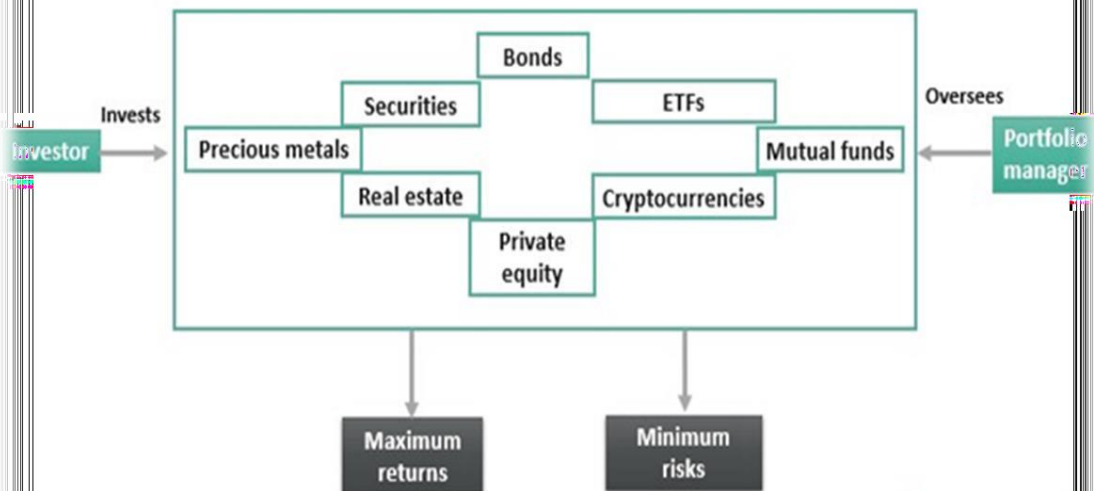 Bonds
Securities
ETFs
Oversees
Invests
investor
Precious metals
Mutual funds
Portfolio
manager
Real estate
Cryptocurrencies
Private
equity
Maximum
returns
Minimum
risks